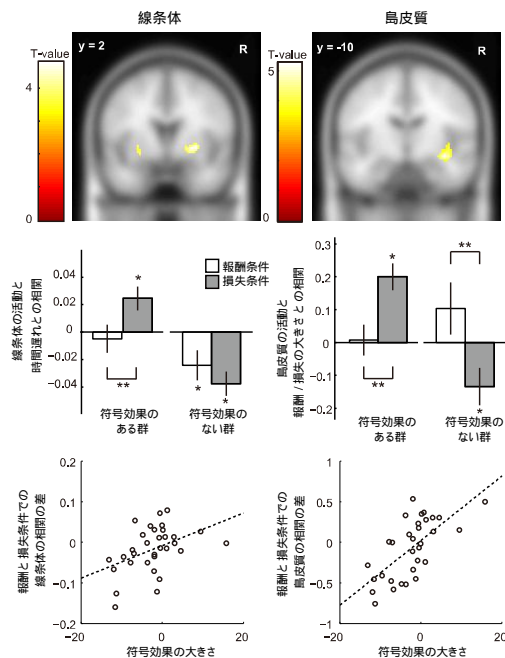 線条体
T-value
y = 2
R
4
0
島皮質
T-value
y = -10
R
5
0
線条体の活動と
時間遅れとの相関
0.04
0.02
0
−0.02
−0.04
*
**
*
*
報酬条件
損失条件
符号効果の
ある群
符号効果の
ない群
島皮質の活動と
報酬 / 損失の大きさとの相関
0.3
0.2
0.1
0
-0.1
-0.2
*
**
**
*
符号効果の
ある群
符号効果の
ない群
報酬と損失条件での
線条体の相関の差
0.2
0.1
0
-0.1
-0.2
-20
0
20
符号効果の大きさ
報酬と損失条件での
島皮質の相関の差
1
0.5
0
-0.5
-1
-20
0
20
符号効果の大きさ